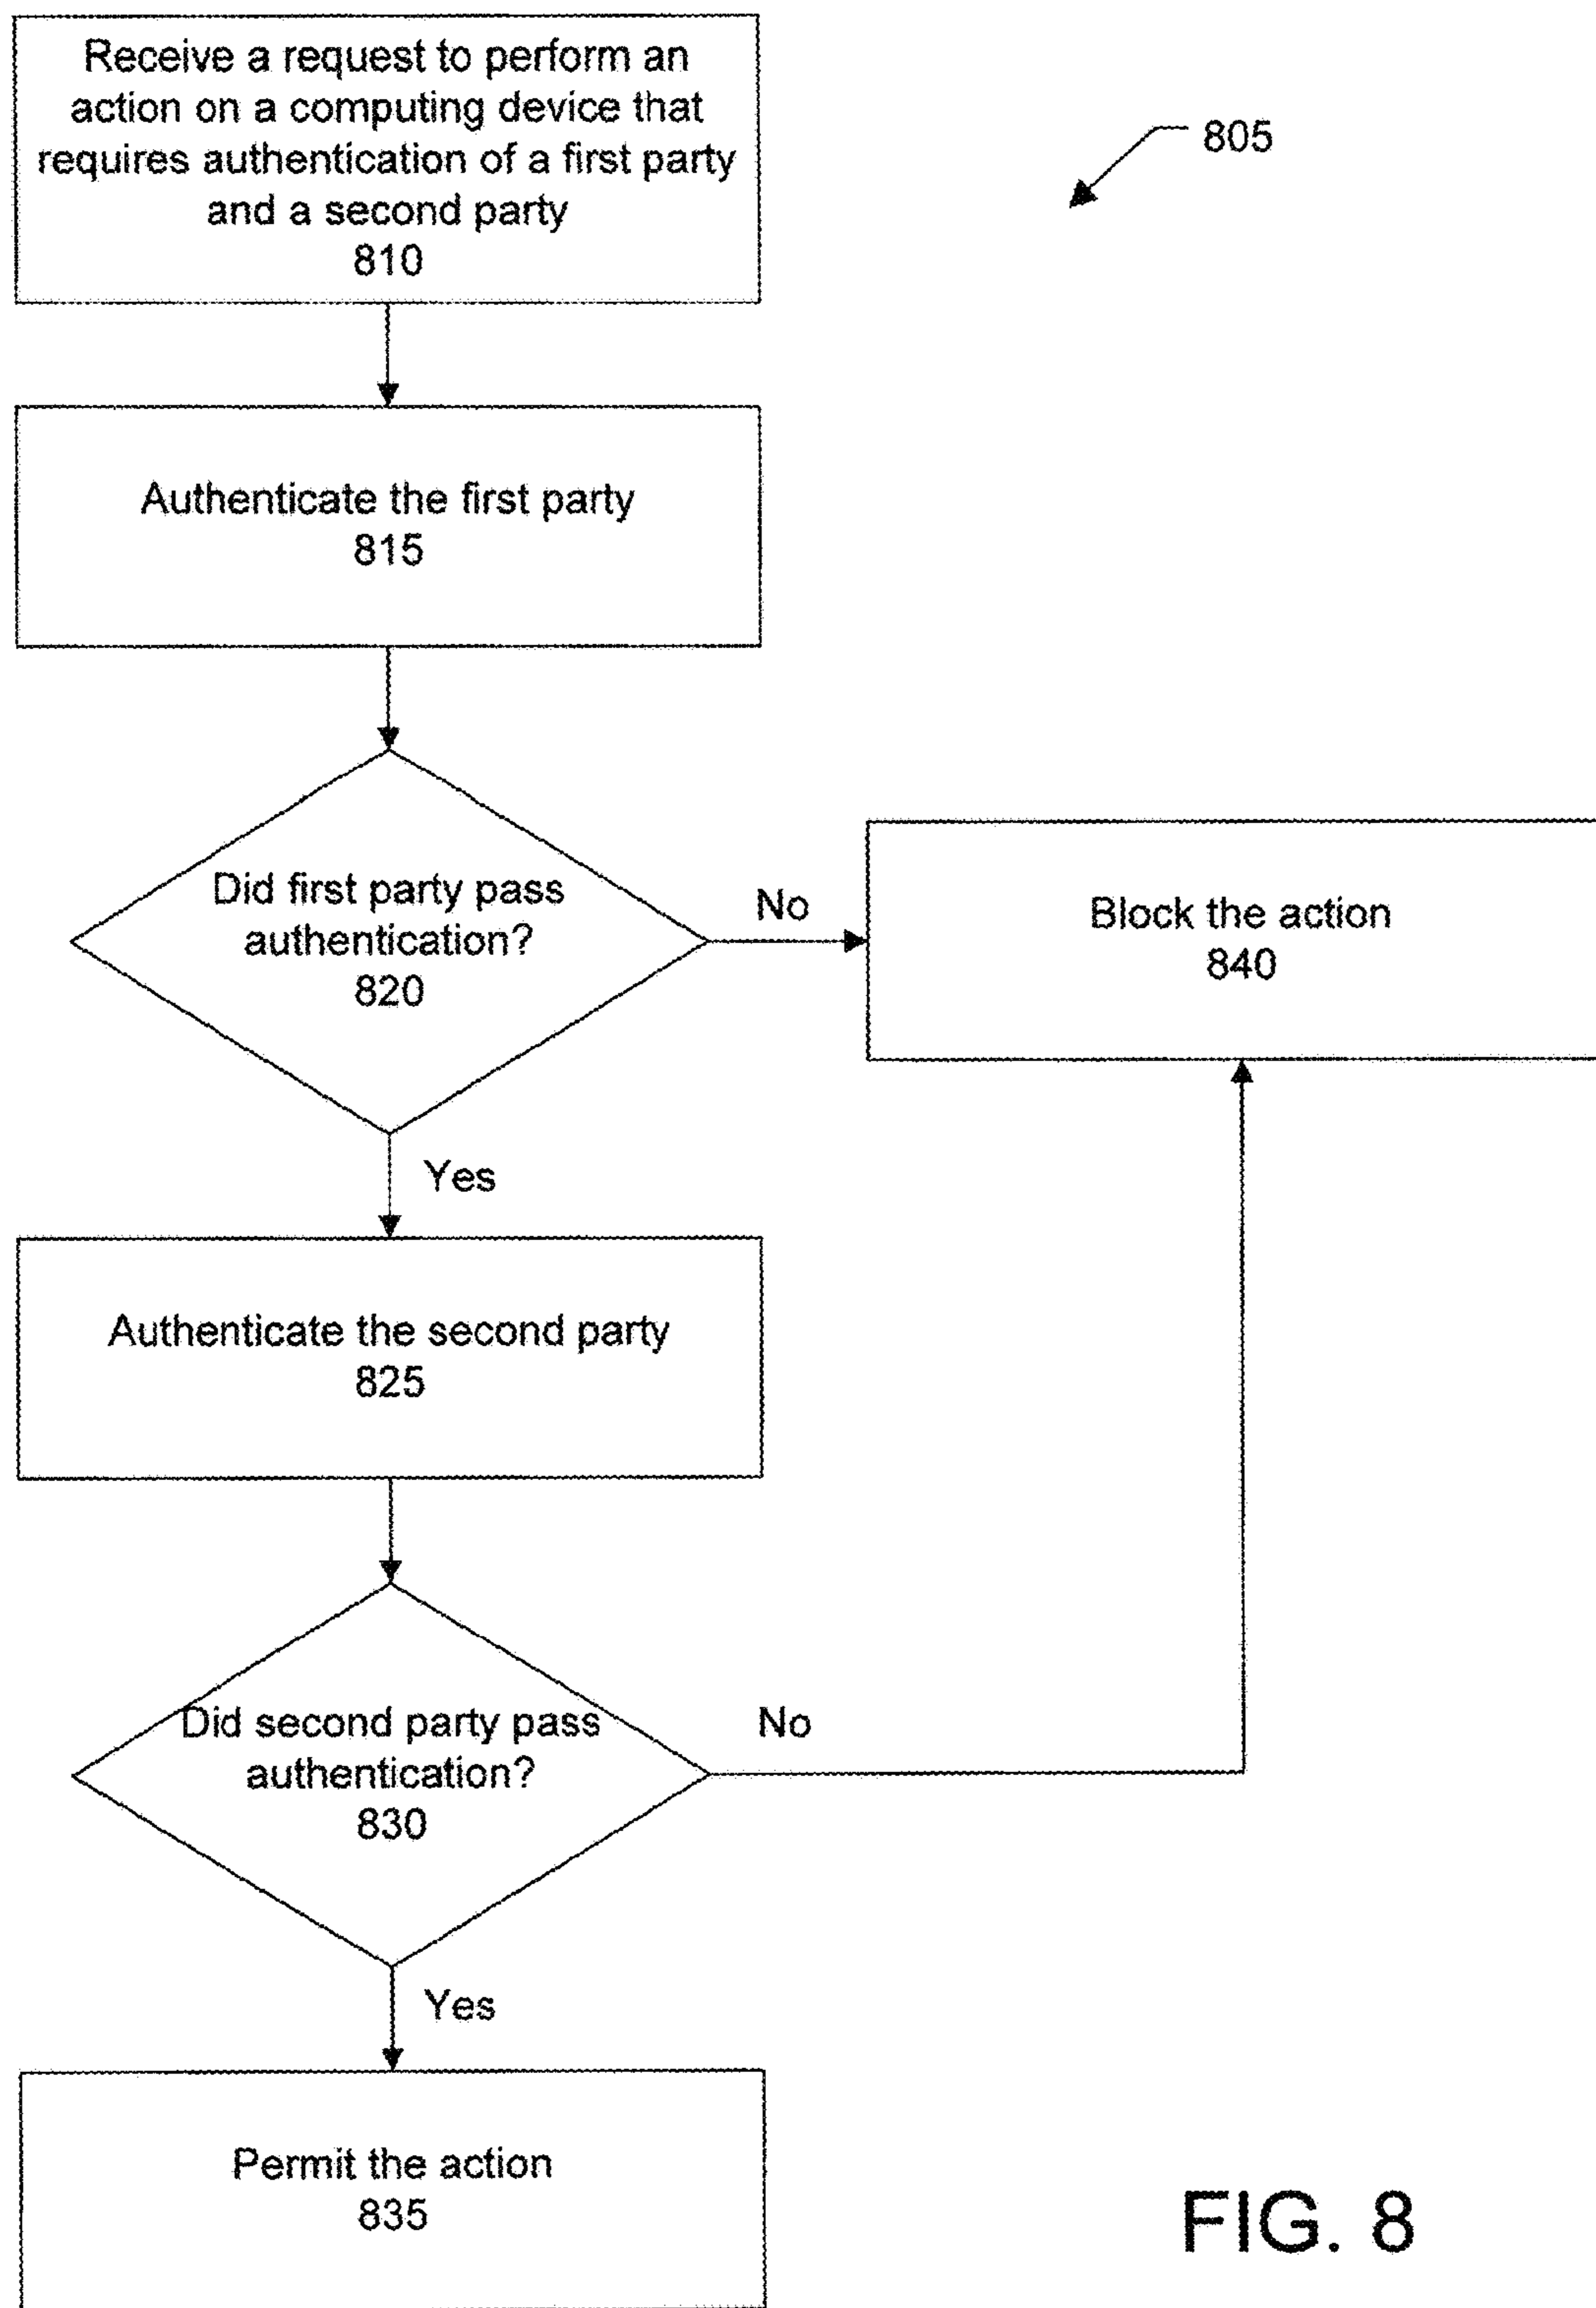 Receive a request to perform an
action on a computing device that
requires authentication of a first party
and a second party
810
805
Authenticate the first party
815
Did first party pass
authentication?
820
No
Block the action
840
Yes
Authenticate the second party
825
Did second party pass
authentication?
830
No
Yes
Permit the action
835
FIG. 8